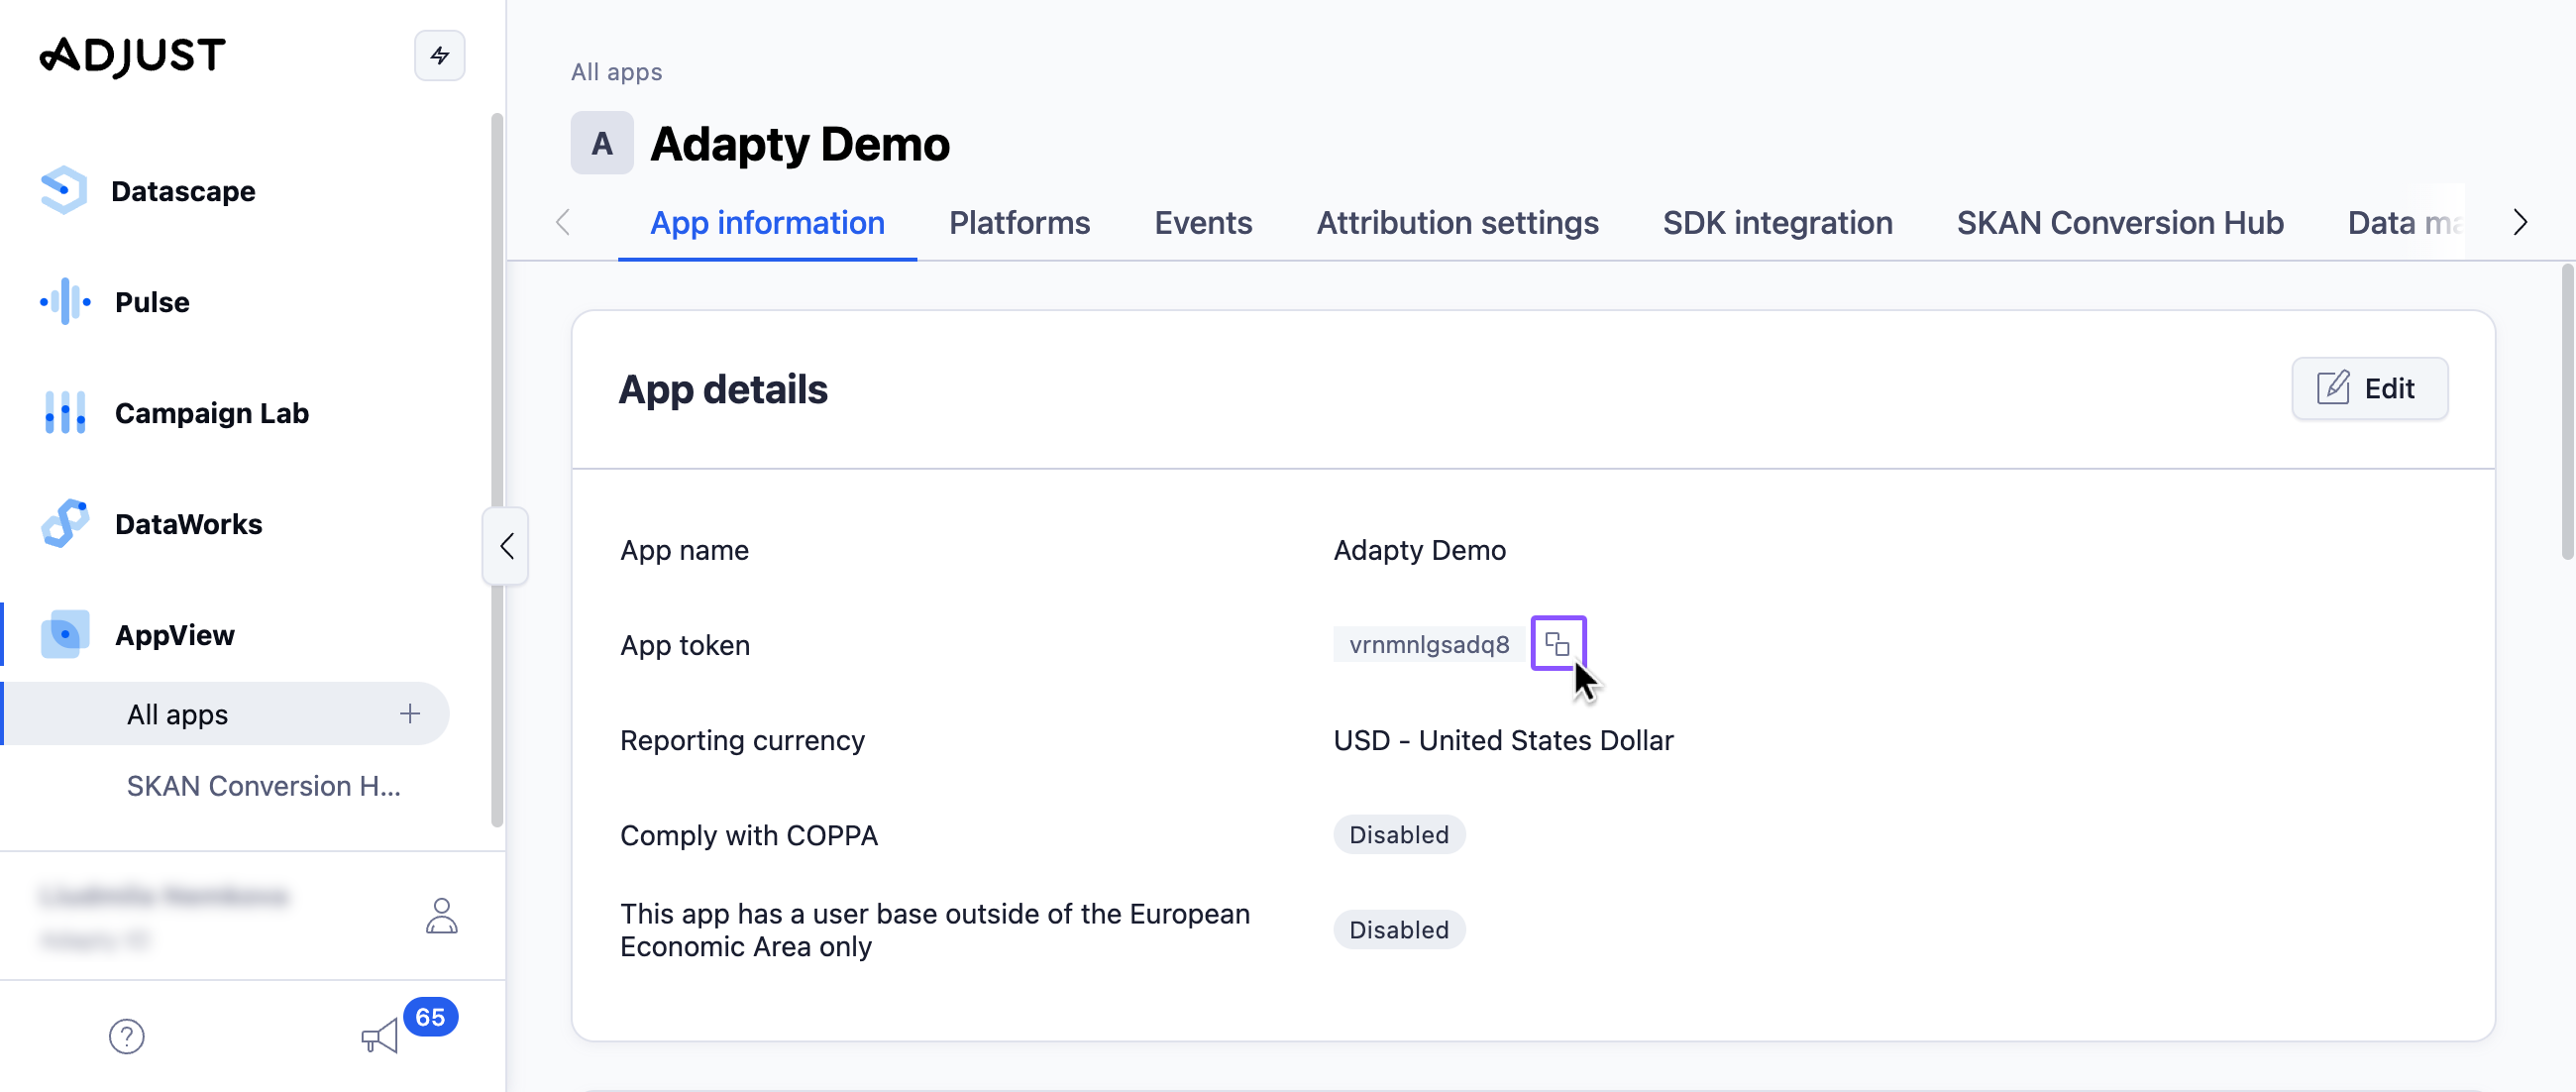 ADJUST
Datascape
Pulse
Campaign Lab
DataWorks
AppView
All apps
SKAN Conversion H...
65
All apps
A
Adapty Demo
App information
Platforms
Events
Attribution settings
SDK integration
SKAN Conversion Hub
Data
App details
Edit
App name
Adapty Demo
App token
vrnmnlgsadq8
Reporting currency
USD - United States Dollar
Comply with COPPA
Disabled
This app has a user base outside of the European
Economic Area only
Disabled